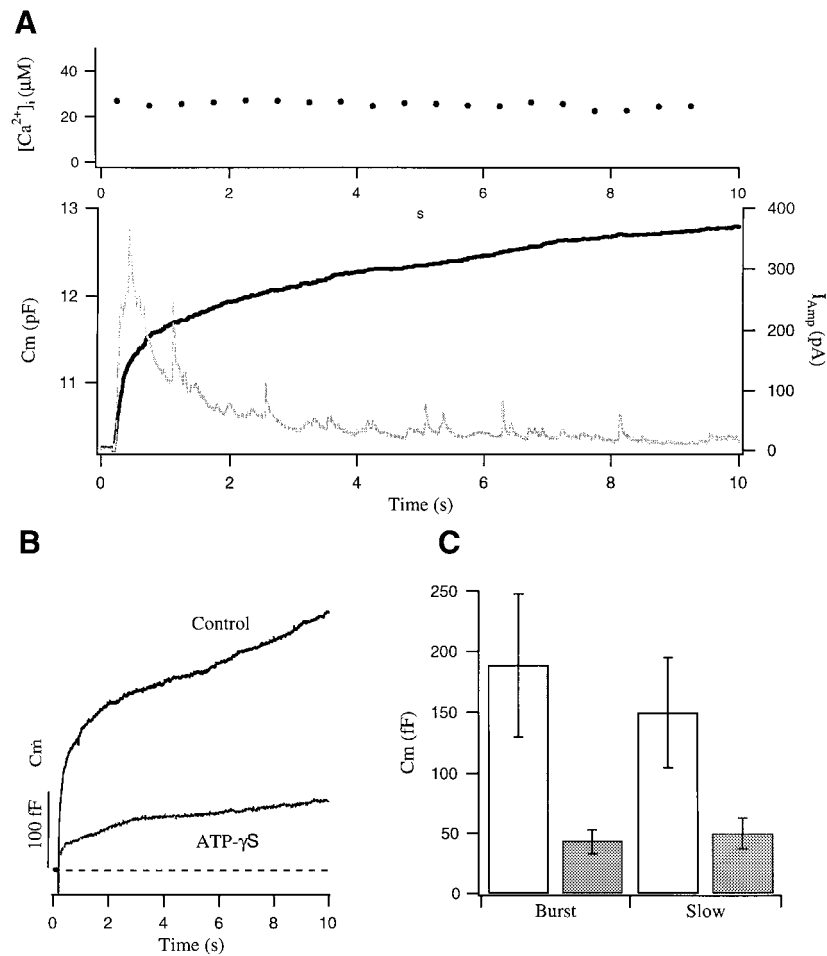 A
[Ca²⁺]ᵢ (μM)
40
20
0
0 2 4 6 8 10
s
Cm (pF)
13
12
11
400
300
200
100
0
I_Amp (pA)
0 2 4 6 8 10
Time (s)
B
Control
Cm
100 fF
ATP-γS
0 2 4 6 8 10
Time (s)
C
Cm (fF)
250
200
150
100
50
0
Burst Slow